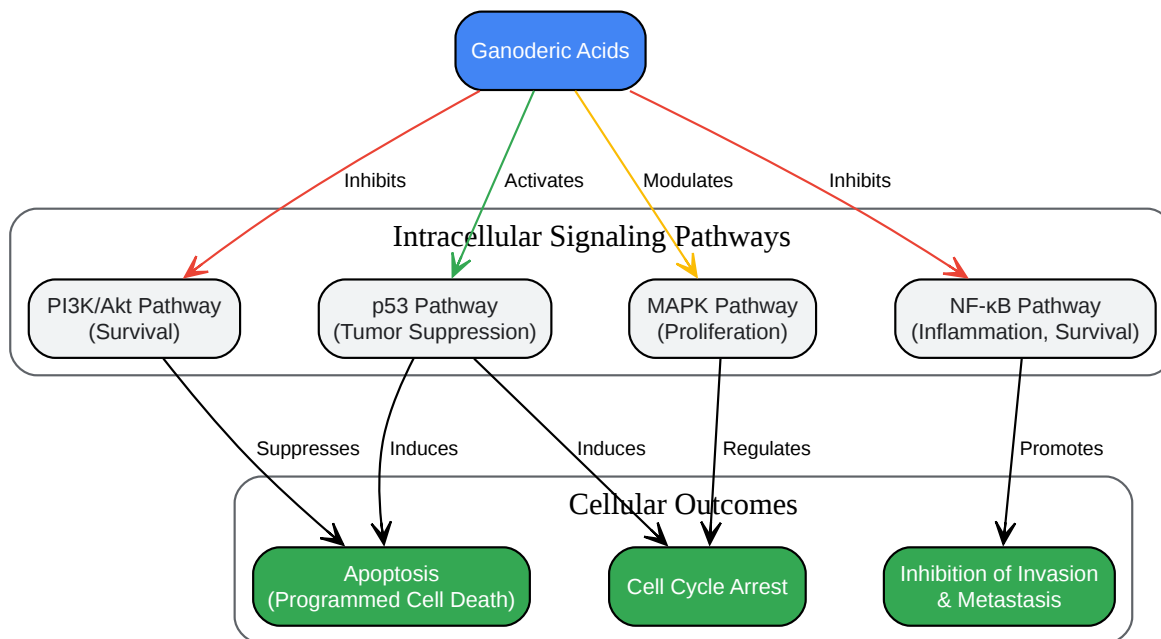 Ganoderic Acids
Inhibits
Activates
Modulates
Inhibits
Intracellular Signaling Pathways
PI3K/Akt Pathway
(Survival)
p53 Pathway
(Tumor Suppression)
MAPK Pathway
(Proliferation)
NF-κB Pathway
(Inflammation, Survival)
Suppresses
Induces
Induces
Regulates
Promotes
Cellular Outcomes
Apoptosis
(Programmed Cell Death)
Cell Cycle Arrest
Inhibition of Invasion
& Metastasis